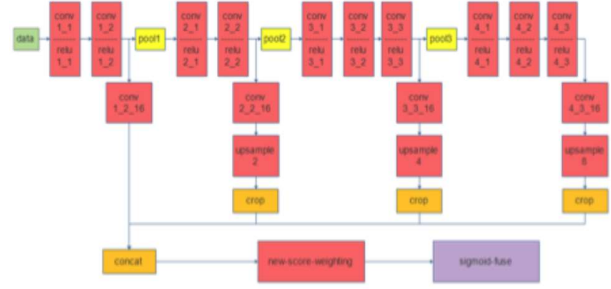 data
conv
1_1
relu
1_1
conv
1_2
relu
1_2
pool1
conv
2_1
relu
2_1
conv
2_2
relu
2_2
pool2
conv
3_1
relu
3_1
conv
3_2
relu
3_2
conv
3_3
relu
3_3
pool3
conv
4_1
relu
4_1
conv
4_2
relu
4_2
conv
4_3
relu
4_3
conv
1_2_16
conv
2_2_16
conv
3_3_16
conv
4_3_16
upsample
2
upsample
4
upsample
crop
crop
crop
concat
new-score-weighting
sigmoid-fuse